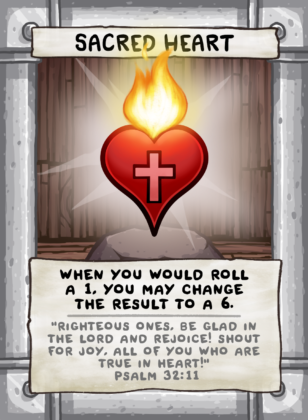 SACRED HEART
WHEN YOU WOULD ROLL
A 1, YOU MAY CHANGE
THE RESULT TO A 6.
"RIGHTEOUS ONES, BE GLAD IN
THE LORD AND REJOICE! SHOUT
FOR JOY, ALL OF YOU WHO ARE
TRUE IN HEART!"
PSALM 32:11